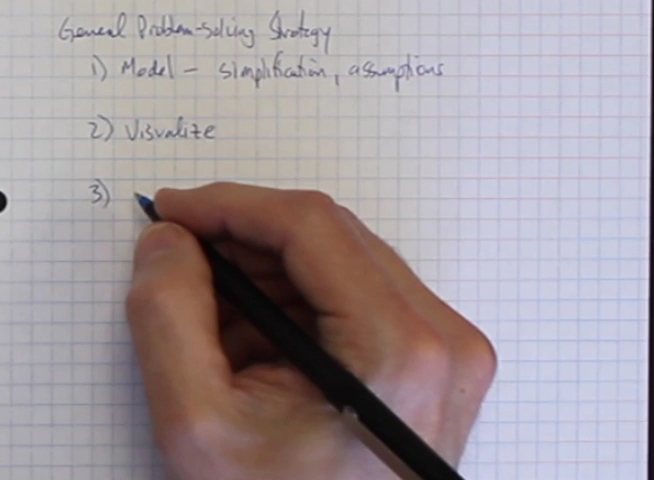 General Problem-Solving Strategy
1) Model - simplification, assumptions
2) Visualize
3)